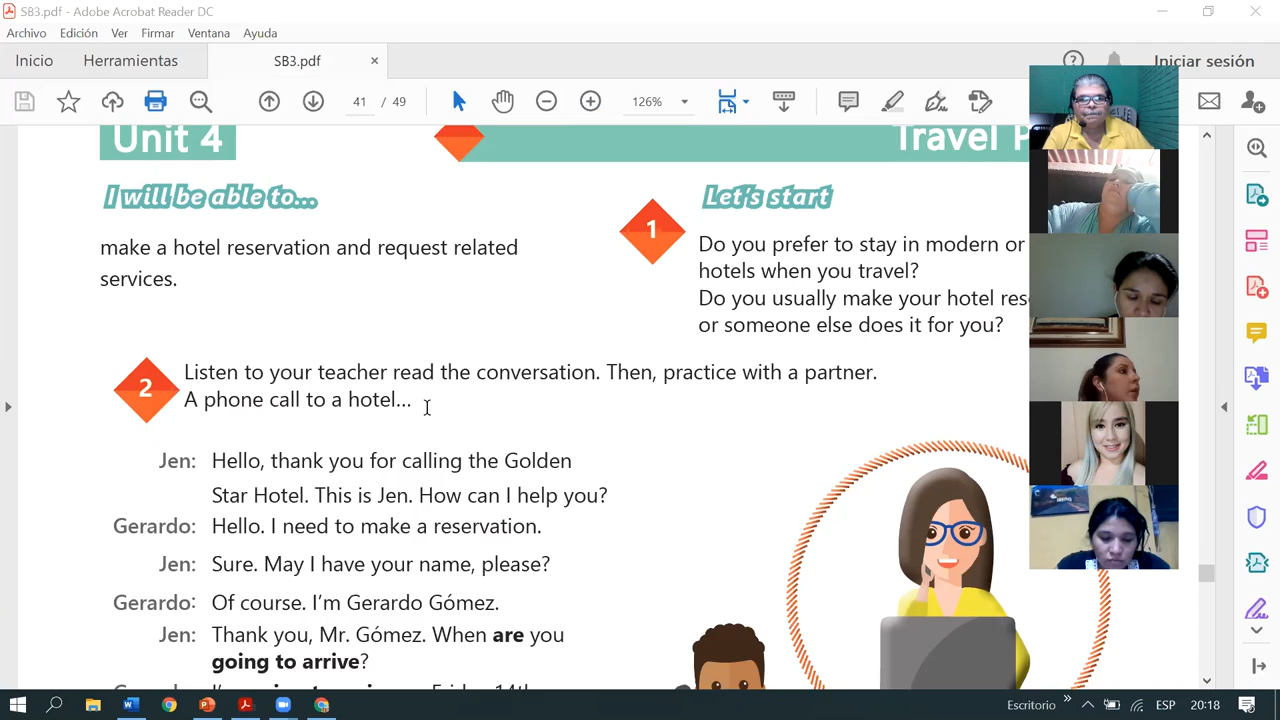 SB3.pdf - Adobe Acrobat Reader DC
Archivo Edición Ver Firmar Ventana Ayuda
Inicio Herramientas SB3.pdf × Iniciar sesión
41 49 126%
Unit 4 Travel P
I will be able to... Let's start
make a hotel reservation and request related
services.
1
Do you prefer to stay in modern or
hotels when you travel?
Do you usually make your hotel res
or someone else does it for you?
2
Listen to your teacher read the conversation. Then, practice with a partner.
A phone call to a hotel...
Jen: Hello, thank you for calling the Golden
Star Hotel. This is Jen. How can I help you?
Gerardo: Hello. I need to make a reservation.
Jen: Sure. May I have your name, please?
Gerardo: Of course. I'm Gerardo Gómez.
Jen: Thank you, Mr. Gómez. When are you
going to arrive?
Escritorio » ESP 20:18